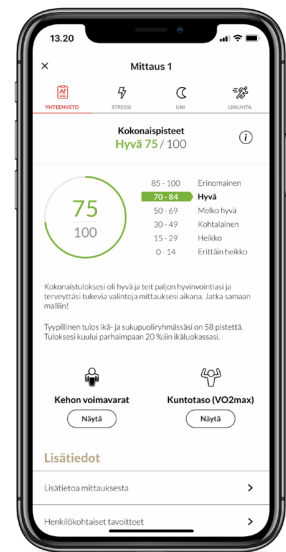 13.20
Mittaus 1
YHTEENVETO
STRESSI
UNI
LIIKUNTA
Kokonaispisteet
Hyvä 75 / 100
75
100
85 - 100 Erinomainen
70 - 84 Hyvä
50 - 69 Melko hyvä
30 - 49 Kohtalainen
15 - 29 Heikko
0 - 14 Erittäin heikko
Kokonaistuloksesi oli hyvä ja teit paljon hyvinvointiasi ja
terveyttäsi tukevia valintoja mittauksesi aikana. Jatka samaan
malliin!
Tyypillinen tulos ikä- ja sukupuoliryhmässäsi on 58 pistettä.
Tuloksesi kuului parhaimpaan 20 %:iin ikäluokassasi.
Kehon voimavarat
Näytä
Kuntotaso (VO2max)
Näytä
Lisätiedot
Lisätietoa mittauksesta
Henkilökohtaiset tavoitteet